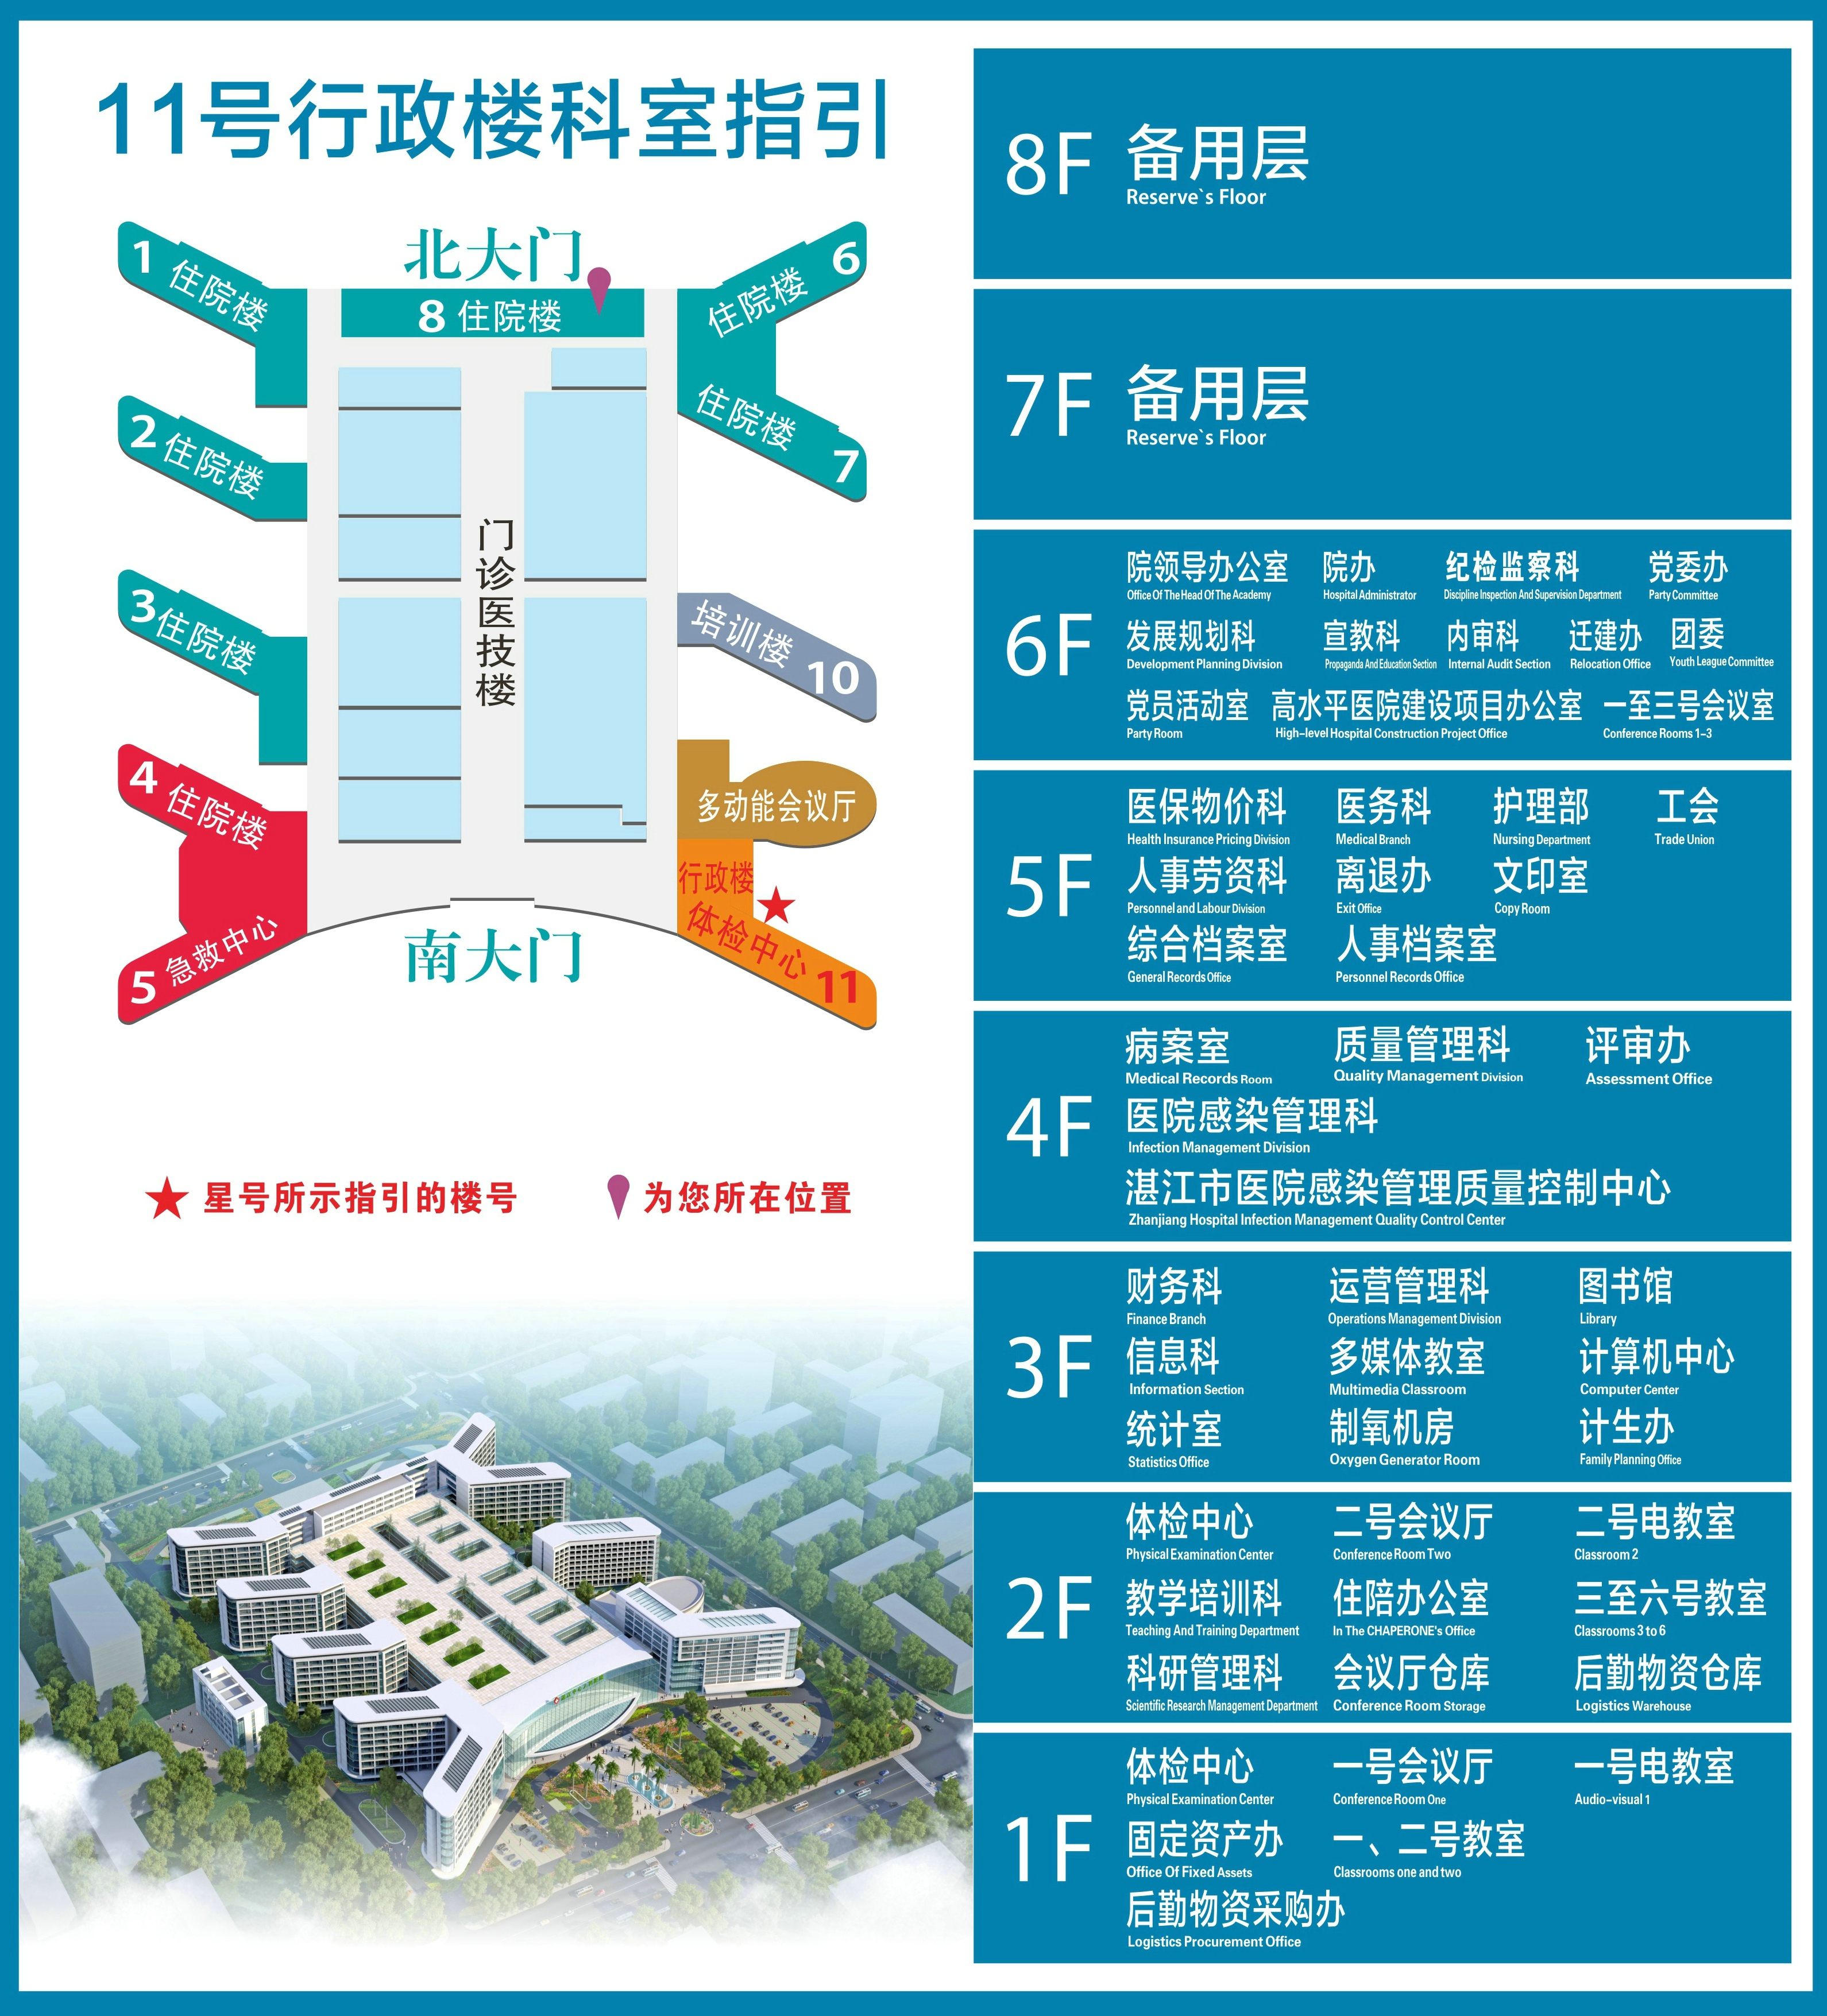 11号行政楼科室指引
北大门
1 住院楼
8 住院楼
住院楼 6
2 住院楼
住院楼 7
3 住院楼
门诊医技楼
培训楼 10
4 住院楼
多动能会议厅
行政楼
5 急救中心
体检中心 11
南大门
星号所示指引的楼号
为您所在位置
8F 备用层
Reserve`s Floor
7F 备用层
Reserve`s Floor
6F
院领导办公室 院办 纪检监察科 党委办
Office Of The Head Of The Academy Hospital Administrator Discipline Inspection And Supervision Department Party Committee
发展规划科 宣教科 内审科 迁建办 团委
Development Planning Division Propaganda And Education Section Internal Audit Section Relocation Office Youth League Committee
党员活动室 高水平医院建设项目办公室 一至三号会议室
Party Room High-level Hospital Construction Project Office Conference Rooms 1-3
5F
医保物价科 医务科 护理部 工会
Health Insurance Pricing Division Medical Branch Nursing Department Trade Union
人事劳资科 离退办 文印室
Personnel and Labour Division Exit Office Copy Room
综合档案室 人事档案室
General Records Office Personnel Records Office
4F
病案室 质量管理科 评审办
Medical Records Room Quality Management Division Assessment Office
医院感染管理科
Infection Management Division
湛江市医院感染管理质量控制中心
Zhanjiang Hospital Infection Management Quality Control Center
3F
财务科 运营管理科 图书馆
Finance Branch Operations Management Division Library
信息科 多媒体教室 计算机中心
Information Section Multimedia Classroom Computer Center
统计室 制氧机房 计生办
Statistics Office Oxygen Generator Room Family Planning Office
2F
体检中心 二号会议厅 二号电教室
Physical Examination Center Conference Room Two Classroom 2
教学培训科 住陪办公室 三至六号教室
Teaching And Training Department In The CHAPERONE's Office Classrooms 3 to 6
科研管理科 会议厅仓库 后勤物资仓库
Scientific Research Management Department Conference Room Storage Logistics Warehouse
1F
体检中心 一号会议厅 一号电教室
Physical Examination Center Conference Room One Audio-visual 1
固定资产办 一、二号教室
Office Of Fixed Assets Classrooms one and two
后勤物资采购办
Logistics Procurement Office